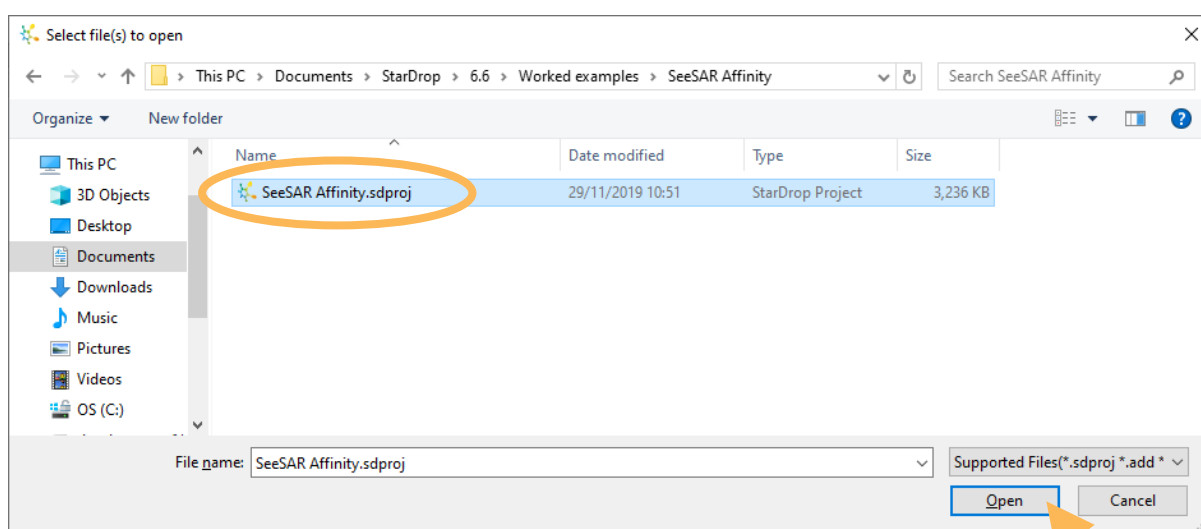 Select file(s) to open
This PC > Documents > StarDrop > 6.6 > Worked examples > SeeSAR Affinity
Search SeeSAR Affinity
Organize
New folder
?
Name
Date modified
Type
Size
SeeSAR Affinity.sdproj
29/11/2019 10:51
StarDrop Project
3,236 KB
This PC
3D Objects
Desktop
Documents
Downloads
Music
Pictures
Videos
OS (C:)
File name: SeeSAR Affinity.sdproj
Supported Files(*.sdproj *.add *
Open
Cancel